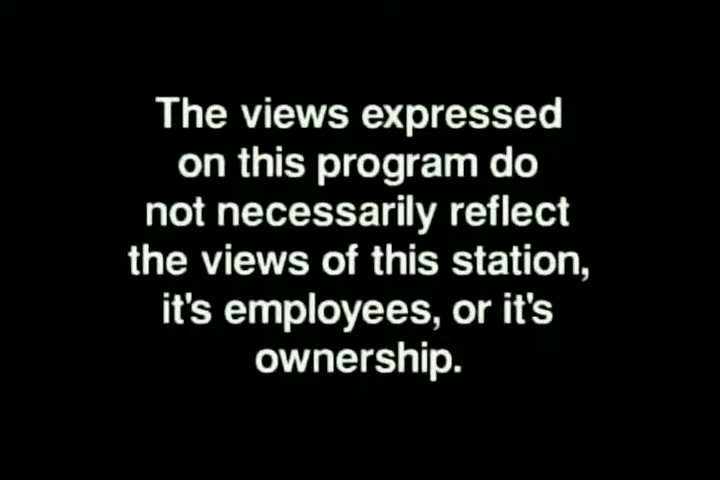 The views expressed
on this program do
not necessarily reflect
the views of this station,
it's employees, or it's
ownership.